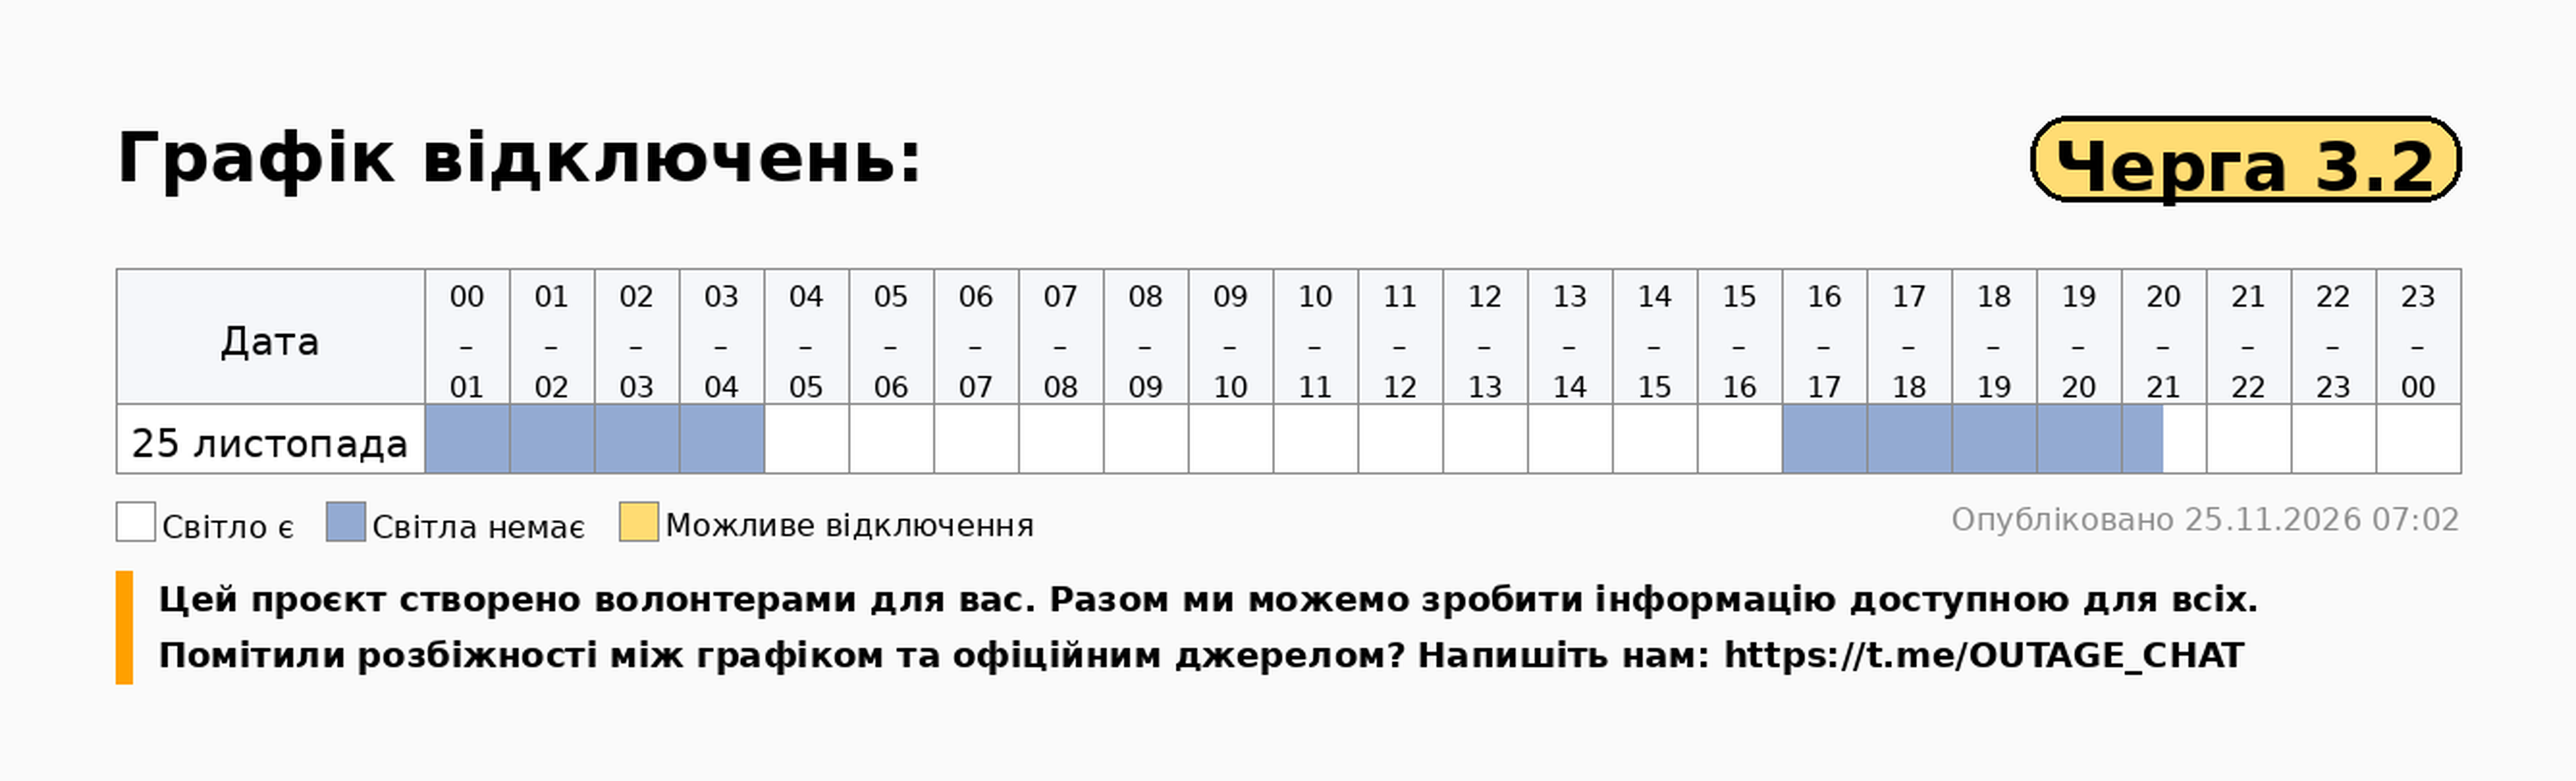 Графік відключень:
Черга 3.2
Дата
00 – 01
01 – 02
02 – 03
03 – 04
04 – 05
05 – 06
06 – 07
07 – 08
08 – 09
09 – 10
10 – 11
11 – 12
12 – 13
13 – 14
14 – 15
15 – 16
16 – 17
17 – 18
18 – 19
19 – 20
20 – 21
21 – 22
22 – 23
23 – 00
25 листопада
Світло є
Світла немає
Можливе відключення
Опубліковано 25.11.2026 07:02
Цей проєкт створено волонтерами для вас. Разом ми можемо зробити інформацію доступною для всіх.
Помітили розбіжності між графіком та офіційним джерелом? Напишіть нам: https://t.me/OUTAGE_CHAT